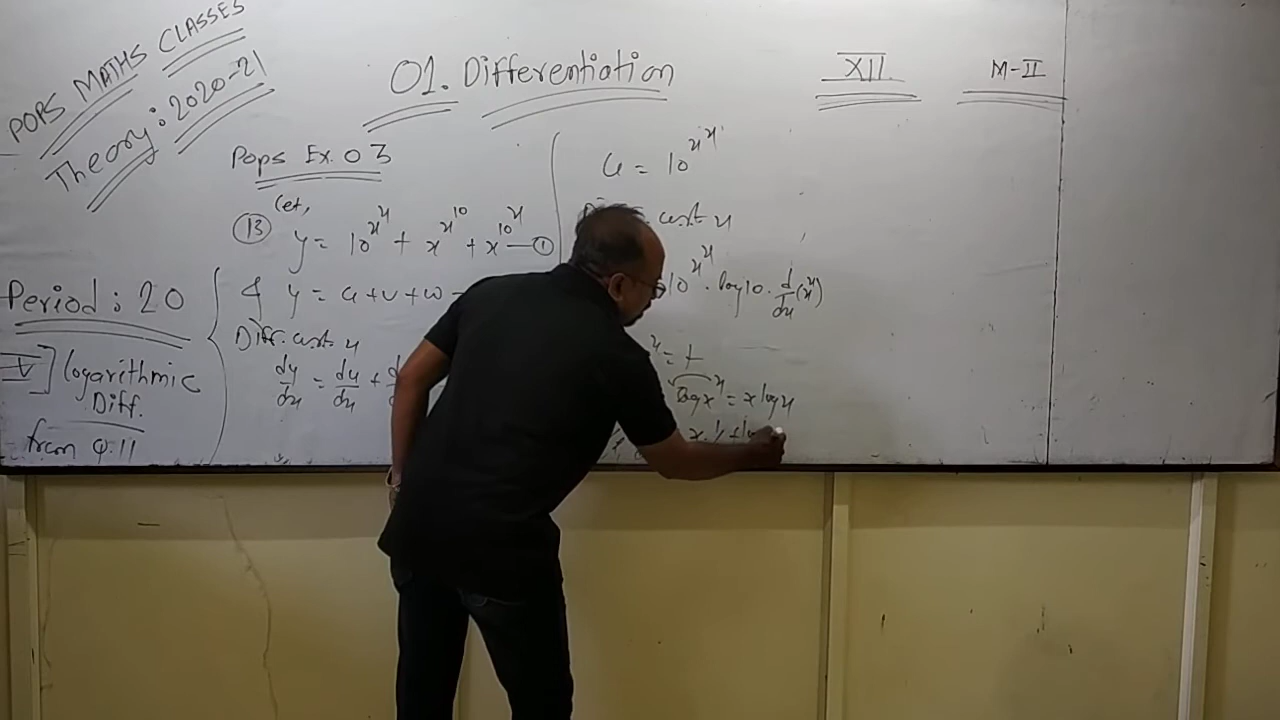 POPS MATHS CLASSES
Theory: 2020-21
01. Differentiation
XII
M-II
Pops Ex. 03
Let,
(13) y = 10^x^x + x^x^10 + x^10^x — ①
& y = u + v + w
Diff. w.r.t. x
dy/dx = du/dx +
Period: 20
V] Logarithmic
Diff.
from Q.11
u = 10^x^x
w.r.t. x
10^x^x . log10 . d/dx (x^x)
x = t
log x^x = x log x
x . 1/ +